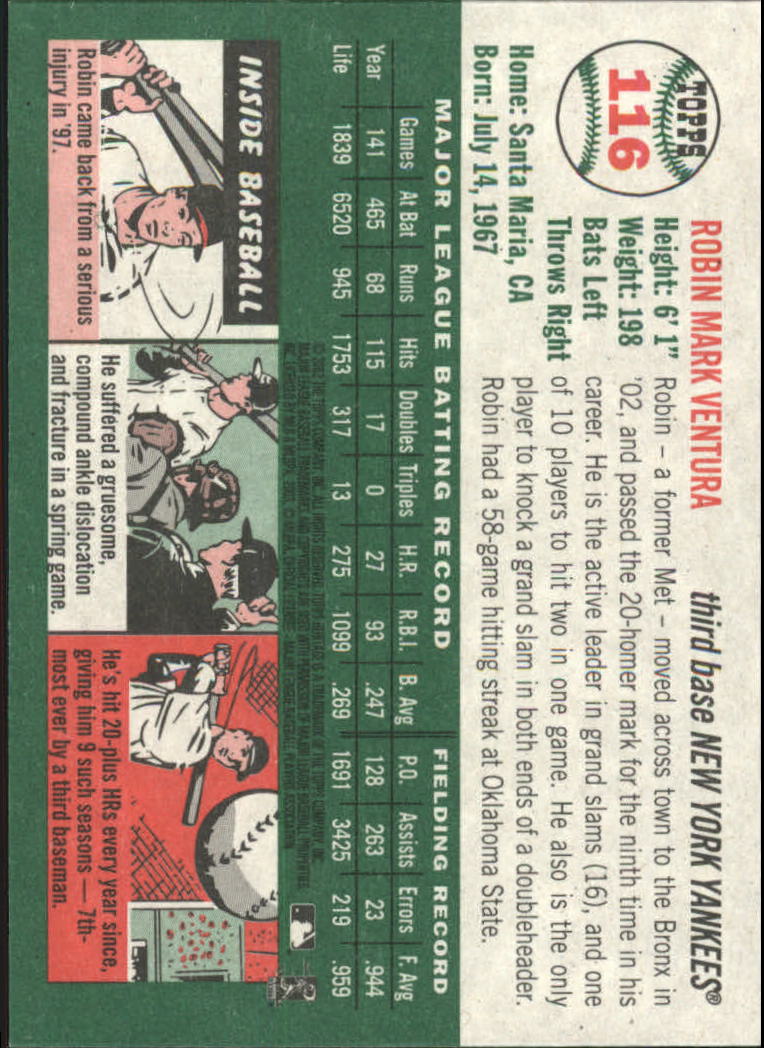 TOPPS
116
ROBIN MARK VENTURA third base NEW YORK YANKEES®
Height: 6' 1"
Weight: 198
Bats Left
Throws Right
Home: Santa Maria, CA
Born: July 14, 1967
Robin – a former Met – moved across town to the Bronx in
'02, and passed the 20-homer mark for the ninth time in his
career. He is the active leader in grand slams (16), and one
of 10 players to hit two in one game. He also is the only
player to knock a grand slam in both ends of a doubleheader.
Robin had a 58-game hitting streak at Oklahoma State.
MAJOR LEAGUE BATTING RECORD FIELDING RECORD
Games At Bat Runs Hits Doubles Triples H.R. R.B.I. B. Avg P.O. Assists Errors F. Avg
Year 141 465 68 115 17 0 27 93 .247 128 263 23 .944
Life 1839 6520 945 1753 317 13 275 1099 .269 1691 3425 219 .959
INSIDE BASEBALL
Robin came back from a serious
injury in '97.
He suffered a gruesome,
compound ankle dislocation
and fracture in a spring game.
He's hit 20-plus HRs every year since,
giving him 9 such seasons — 7th-
most ever by a third baseman.